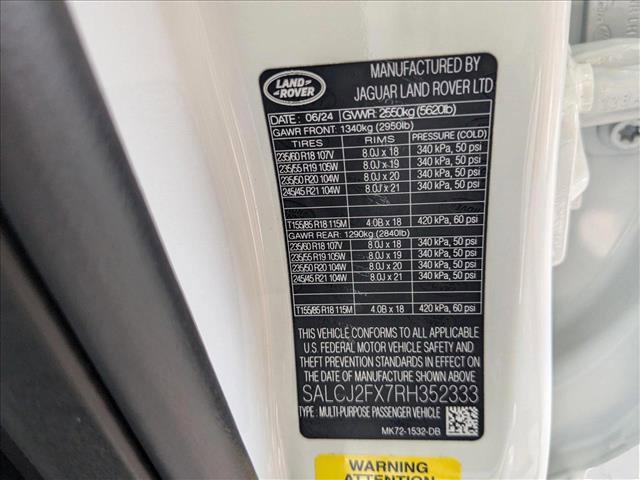 LAND
ROVER
MANUFACTURED BY
JAGUAR LAND ROVER LTD
DATE: 06/24 GVWR: 2550kg (5620lb)
GAWR FRONT: 1340kg (2950lb)
TIRES RIMS PRESSURE (COLD)
235/60 R18 107V 8.0J x 18 340 kPa, 50 psi
235/55 R19 105W 8.0J x 19 340 kPa, 50 psi
235/50 R20 104W 8.0J x 20 340 kPa, 50 psi
245/45 R21 104W 8.0J x 21 340 kPa, 50 psi
T155/85 R18 115M 4.0B x 18 420 kPa, 60 psi
GAWR REAR: 1290kg (2840lb)
235/60 R18 107V 8.0J x 18 340 kPa, 50 psi
235/55 R19 105W 8.0J x 19 340 kPa, 50 psi
235/50 R20 104W 8.0J x 20 340 kPa, 50 psi
245/45 R21 104W 8.0J x 21 340 kPa, 50 psi
T155/85 R18 115M 4.0B x 18 420 kPa, 60 psi
THIS VEHICLE CONFORMS TO ALL APPLICABLE
U.S. FEDERAL MOTOR VEHICLE SAFETY AND
THEFT PREVENTION STANDARDS IN EFFECT ON
THE DATE OF MANUFACTURE SHOWN ABOVE
SALCJ2FX7RH352333
TYPE: MULTI-PURPOSE PASSENGER VEHICLE
MK72-1532-DB
WARNING
ATTENTION